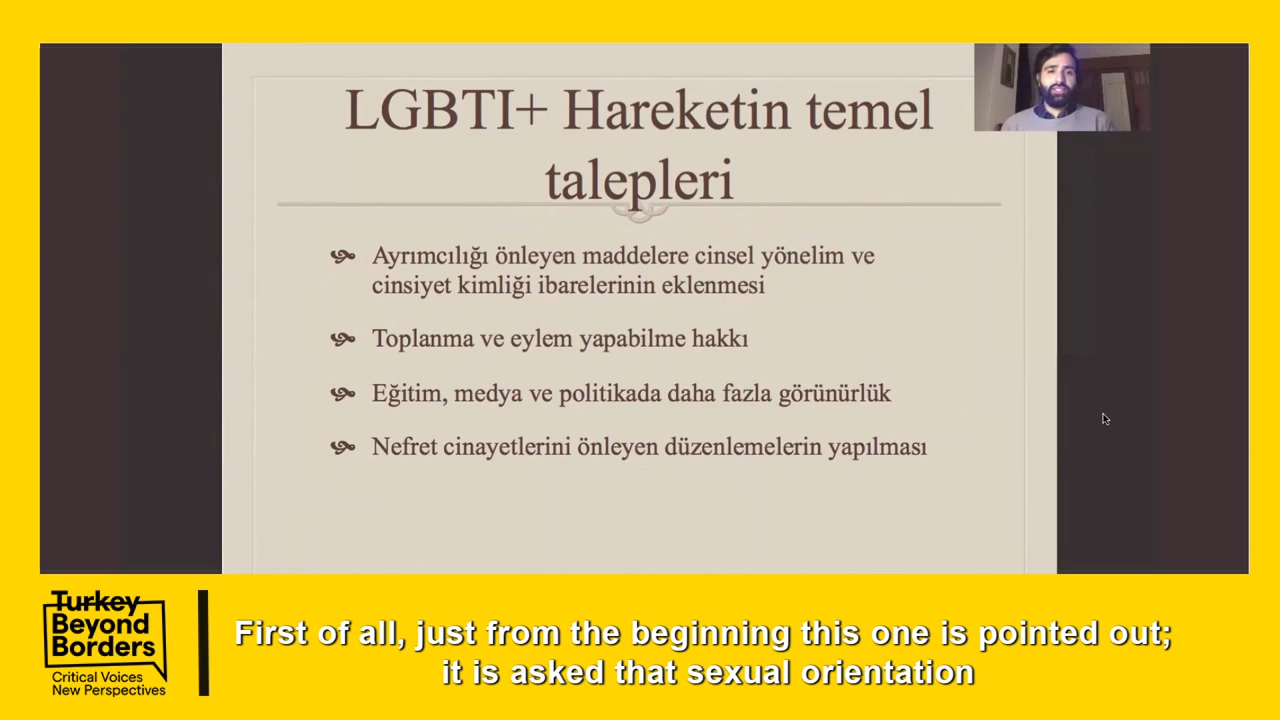 LGBTI+ Hareketin temel
talepleri
Ayrımcılığı önleyen maddelere cinsel yönelim ve
cinsiyet kimliği ibarelerinin eklenmesi
Toplanma ve eylem yapabilme hakkı
Eğitim, medya ve politikada daha fazla görünürlük
Nefret cinayetlerini önleyen düzenlemelerin yapılması
Turkey
Beyond
Borders
Critical Voices
New Perspectives
First of all, just from the beginning this one is pointed out;
it is asked that sexual orientation